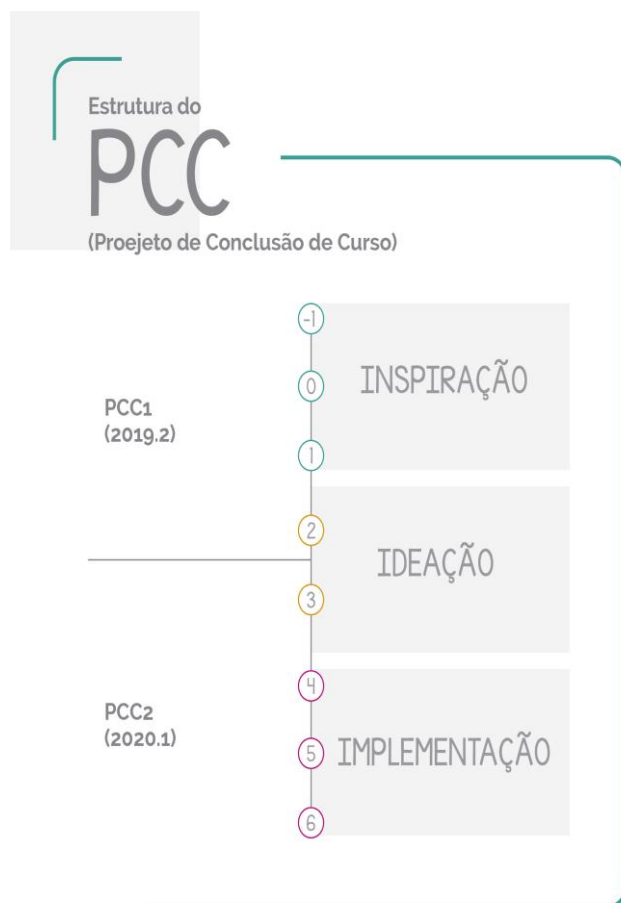 Estrutura do
PCC
(Proejeto de Conclusão de Curso)
-1
INSPIRAÇÃO
0
PCC1
(2019.2)
1
2
IDEAÇÃO
3
4
PCC2
(2020.1)
5
IMPLEMENTAÇÃO
6